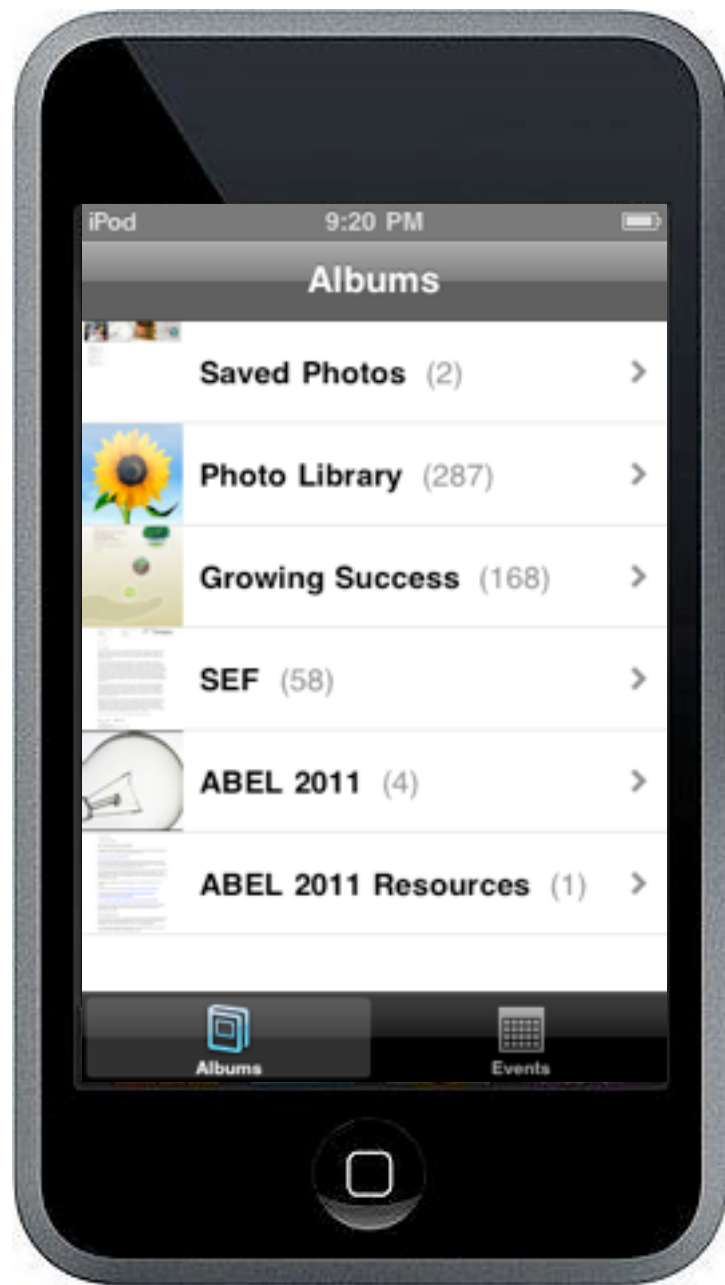 iPod 9:20 PM
Albums
Saved Photos (2)
Photo Library (287)
Growing Success (168)
SEF (58)
ABEL 2011 (4)
ABEL 2011 Resources (1)
Albums Events